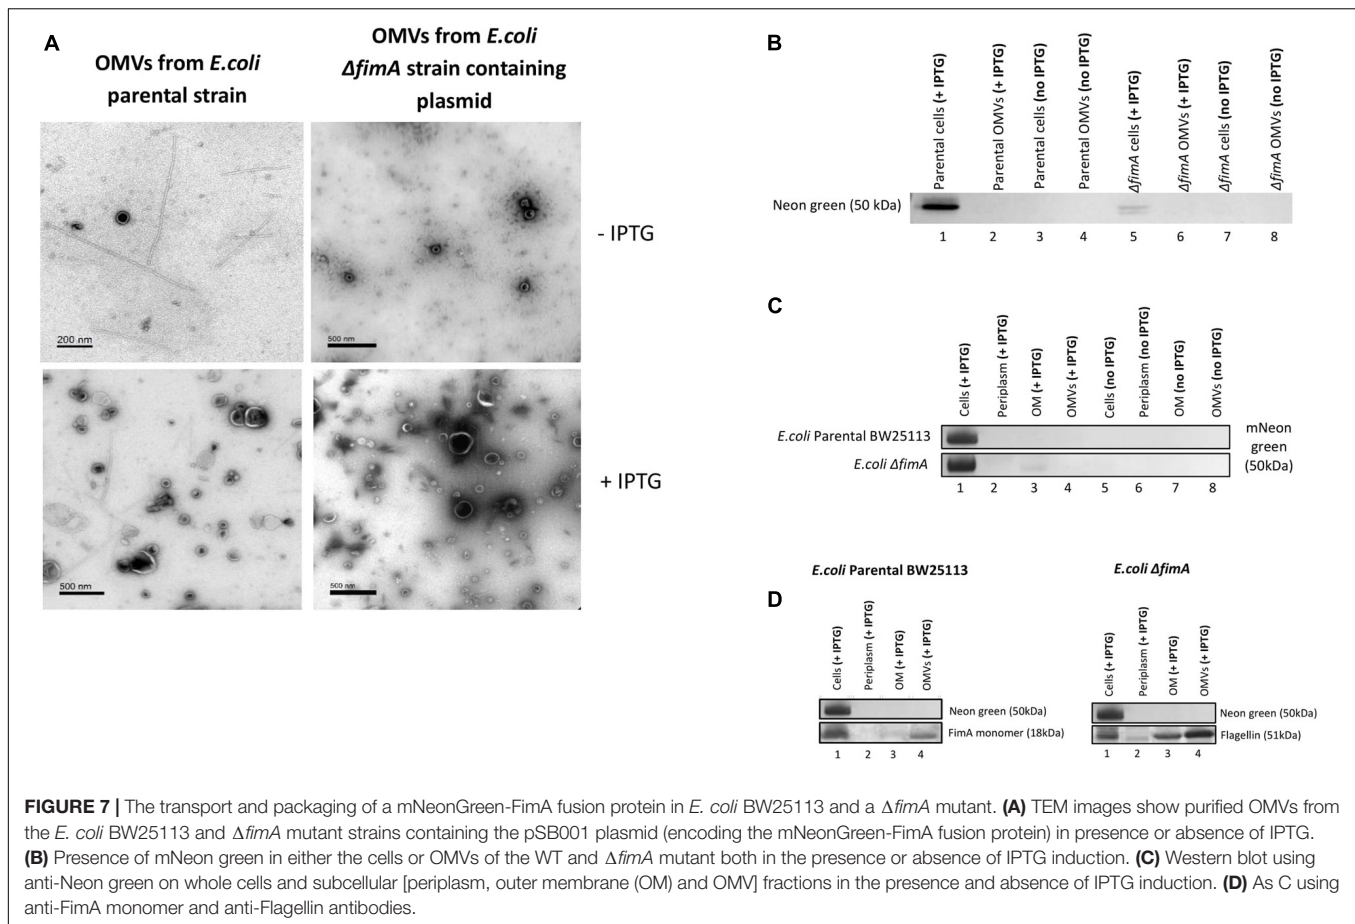 A
OMVs from E.coli
parental strain
OMVs from E.coli
ΔfimA strain containing
plasmid
200 nm
500 nm
- IPTG
500 nm
500 nm
+ IPTG
B
Parental cells (+ IPTG)
Parental OMVs (+ IPTG)
Parental cells (no IPTG)
Parental OMVs (no IPTG)
ΔfimA cells (+ IPTG)
ΔfimA OMVs (+ IPTG)
ΔfimA cells (no IPTG)
ΔfimA OMVs (no IPTG)
Neon green (50 kDa)
1 2 3 4 5 6 7 8
C
Cells (+ IPTG)
Periplasm (+ IPTG)
OM (+ IPTG)
OMVs (+ IPTG)
Cells (no IPTG)
Periplasm (no IPTG)
OM (no IPTG)
OMVs (no IPTG)
E.coli Parental BW25113
E.coli ΔfimA
mNeon
green
(50kDa)
1 2 3 4 5 6 7 8
D
E.coli Parental BW25113
Cells (+ IPTG)
Periplasm (+ IPTG)
OM (+ IPTG)
OMVs (+ IPTG)
Neon green (50kDa)
FimA monomer (18kDa)
1 2 3 4
E.coli ΔfimA
Cells (+ IPTG)
Periplasm (+ IPTG)
OM (+ IPTG)
OMVs (+ IPTG)
Neon green (50kDa)
Flagellin (51kDa)
1 2 3 4
FIGURE 7 | The transport and packaging of a mNeonGreen-FimA fusion protein in E. coli BW25113 and a ΔfimA mutant. (A) TEM images show purified OMVs from
the E. coli BW25113 and ΔfimA mutant strains containing the pSB001 plasmid (encoding the mNeonGreen-FimA fusion protein) in presence or absence of IPTG.
(B) Presence of mNeon green in either the cells or OMVs of the WT and ΔfimA mutant both in the presence or absence of IPTG induction. (C) Western blot using
anti-Neon green on whole cells and subcellular [periplasm, outer membrane (OM) and OMV] fractions in the presence and absence of IPTG induction. (D) As C using
anti-FimA monomer and anti-Flagellin antibodies.